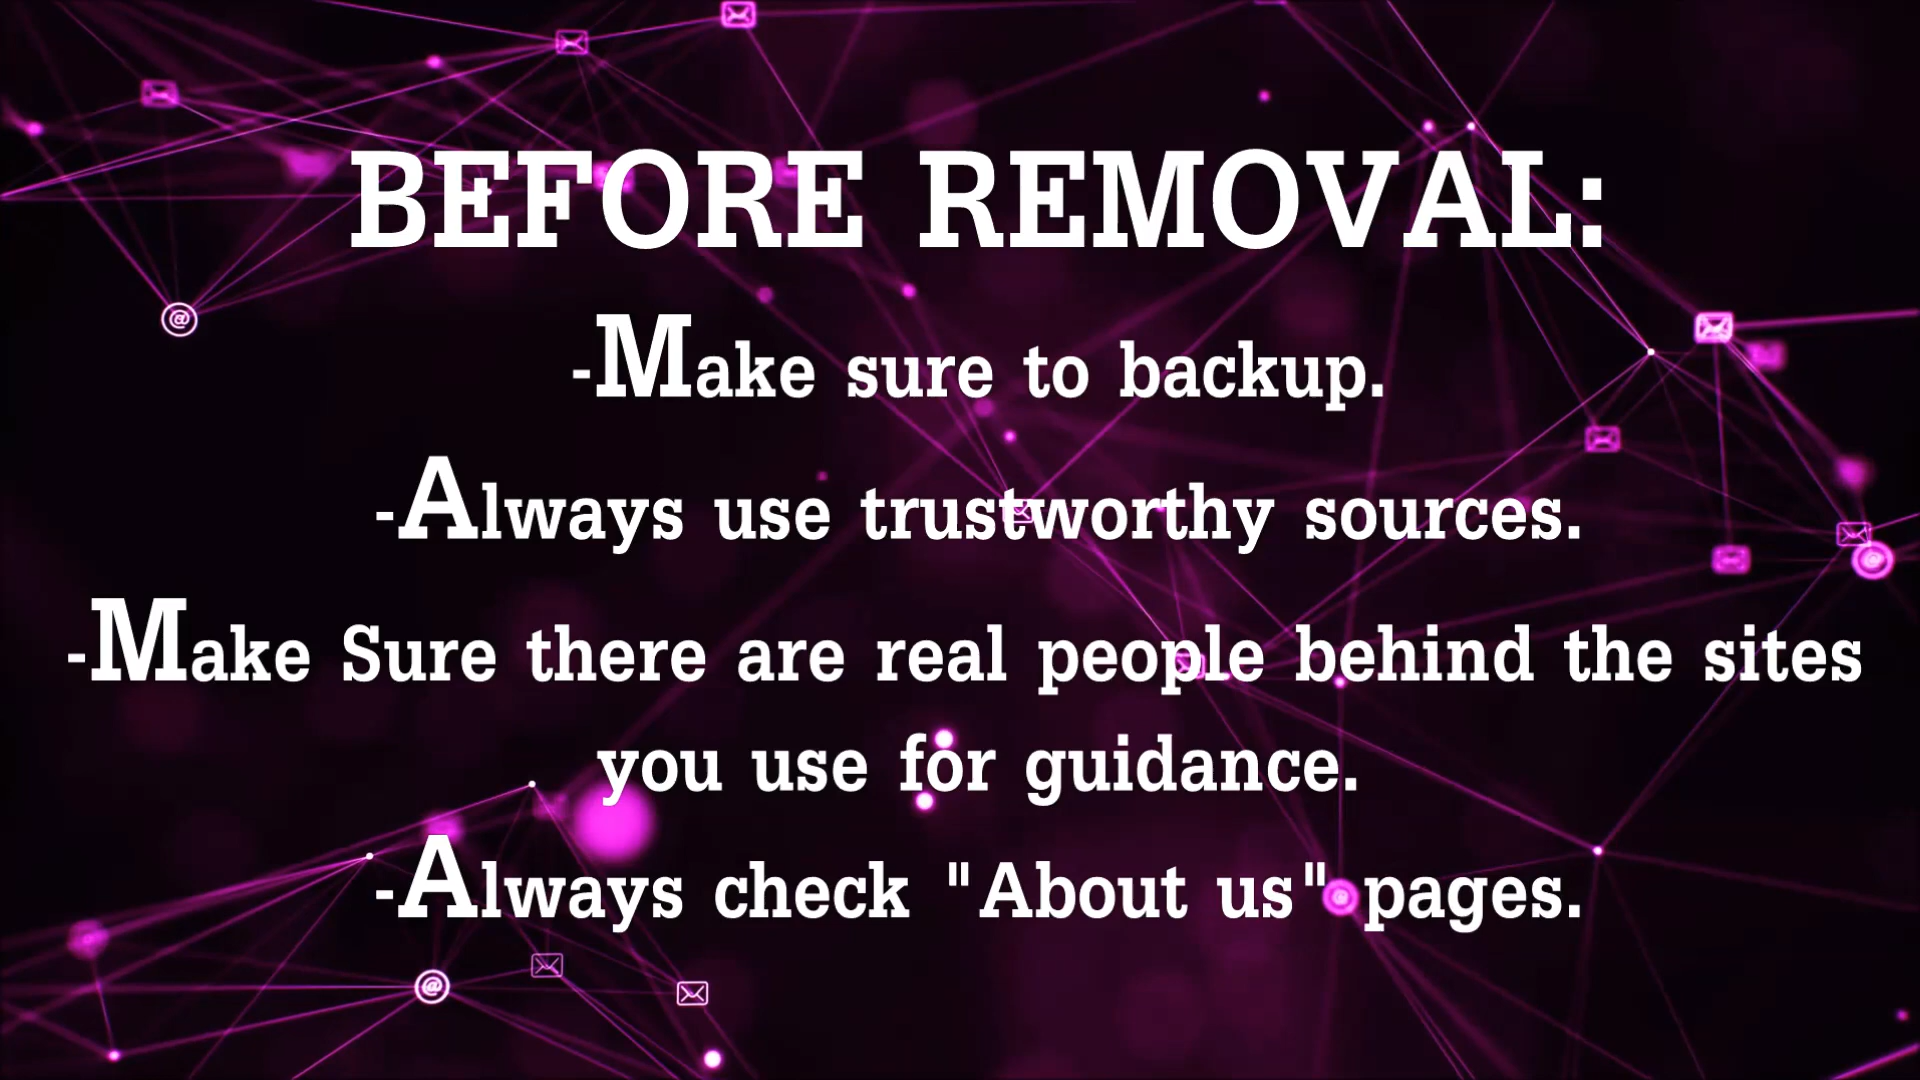 BEFORE REMOVAL:
-Make sure to backup.
-Always use trustworthy sources.
-Make Sure there are real people behind the sites
you use for guidance.
-Always check "About us" pages.